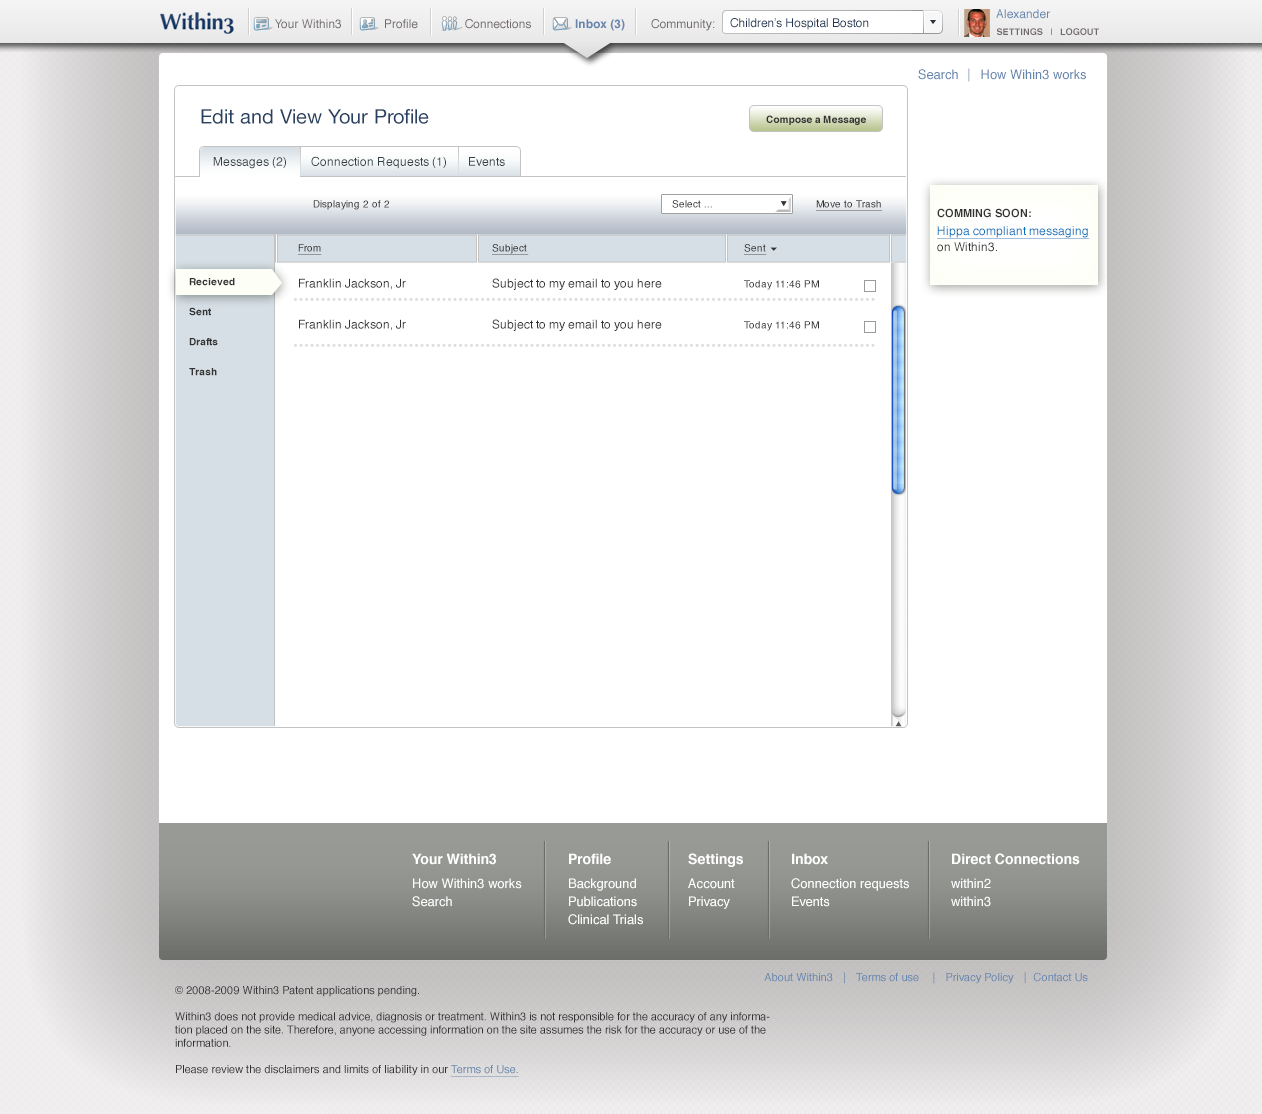 Within3
Your Within3
Profile
Connections
Inbox (3)
Community:
Children's Hospital Boston
Alexander
SETTINGS | LOGOUT
Search | How Wihin3 works
Edit and View Your Profile
Compose a Message
Messages (2)
Connection Requests (1)
Events
Displaying 2 of 2
Select ...
Move to Trash
COMMING SOON:
Hippa compliant messaging
on Within3.
From
Subject
Sent
Recieved
Sent
Drafts
Trash
Franklin Jackson, Jr
Subject to my email to you here
Today 11:46 PM
Franklin Jackson, Jr
Subject to my email to you here
Today 11:46 PM
Your Within3
How Within3 works
Search
Profile
Background
Publications
Clinical Trials
Settings
Account
Privacy
Inbox
Connection requests
Events
Direct Connections
within2
within3
About Within3 | Terms of use | Privacy Policy | Contact Us
© 2008-2009 Within3 Patent applications pending.
Within3 does not provide medical advice, diagnosis or treatment. Within3 is not responsible for the accuracy of any informa-
tion placed on the site. Therefore, anyone accessing information on the site assumes the risk for the accuracy or use of the
information.
Please review the disclaimers and limits of liability in our Terms of Use.